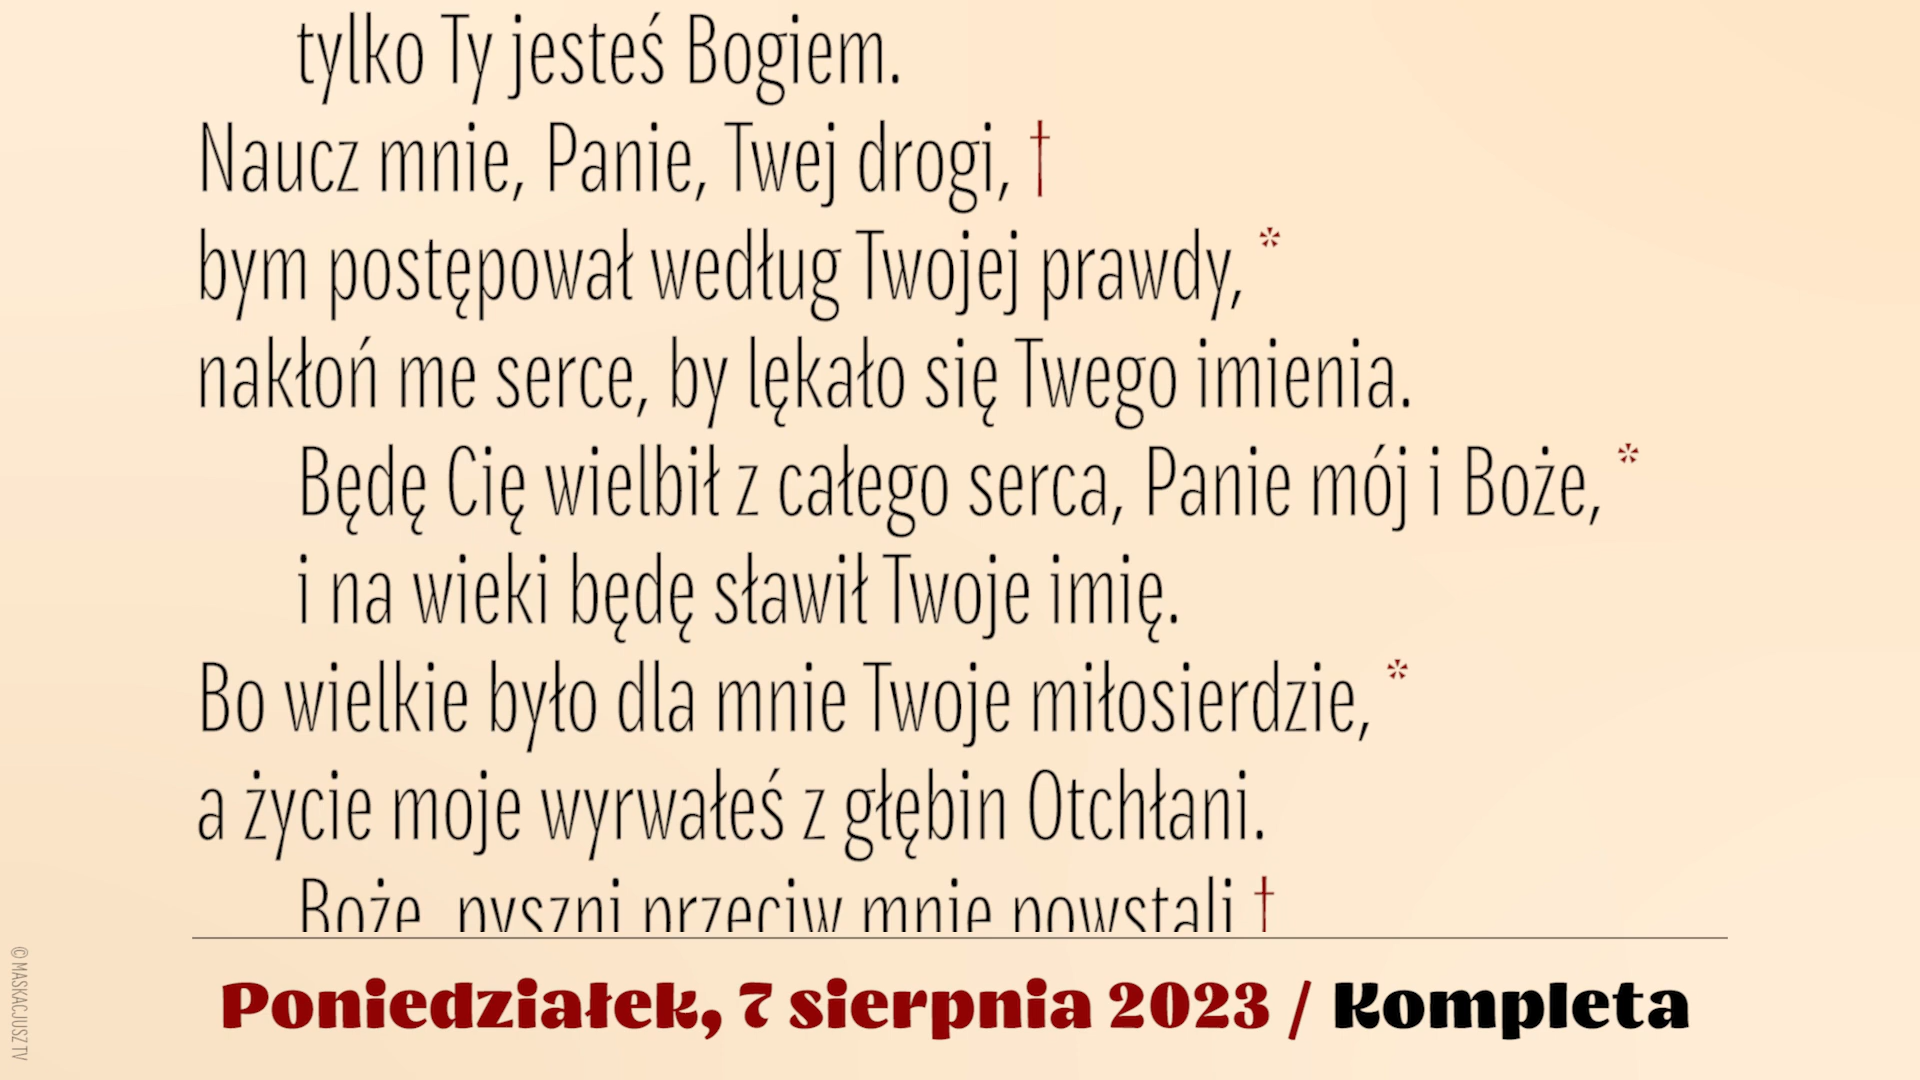 tylko Ty jesteś Bogiem.
Naucz mnie, Panie, Twej drogi, †
bym postępował według Twojej prawdy, *
nakłoń me serce, by lękało się Twego imienia.
Będę Cię wielbił z całego serca, Panie mój i Boże, *
i na wieki będę sławił Twoje imię.
Bo wielkie było dla mnie Twoje miłosierdzie, *
a życie moje wyrwałeś z głębin Otchłani.
Boże, pyszni przeciw mnie powstali †
Poniedziałek, 7 sierpnia 2023 / Kompleta
© MASKACJUSZ TV